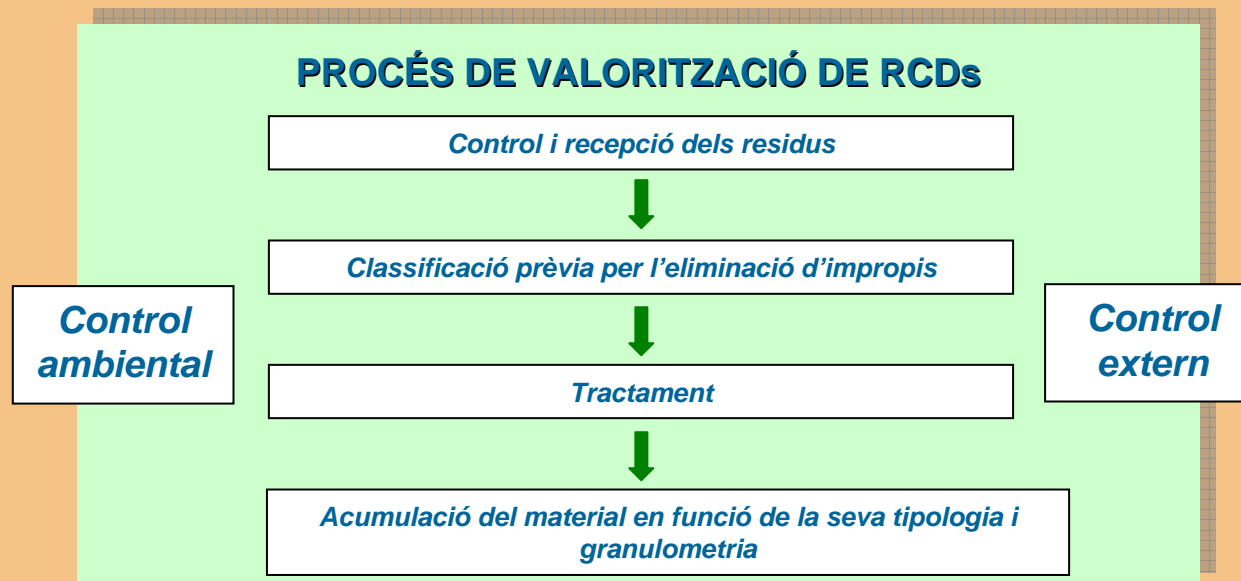 PROCÉS DE VALORITZACIÓ DE RCDs
Control i recepció dels residus
Classificació prèvia per l’eliminació d’impropis
Control
ambiental
Control
extern
Tractament
Acumulació del material en funció de la seva tipologia i
granulometria